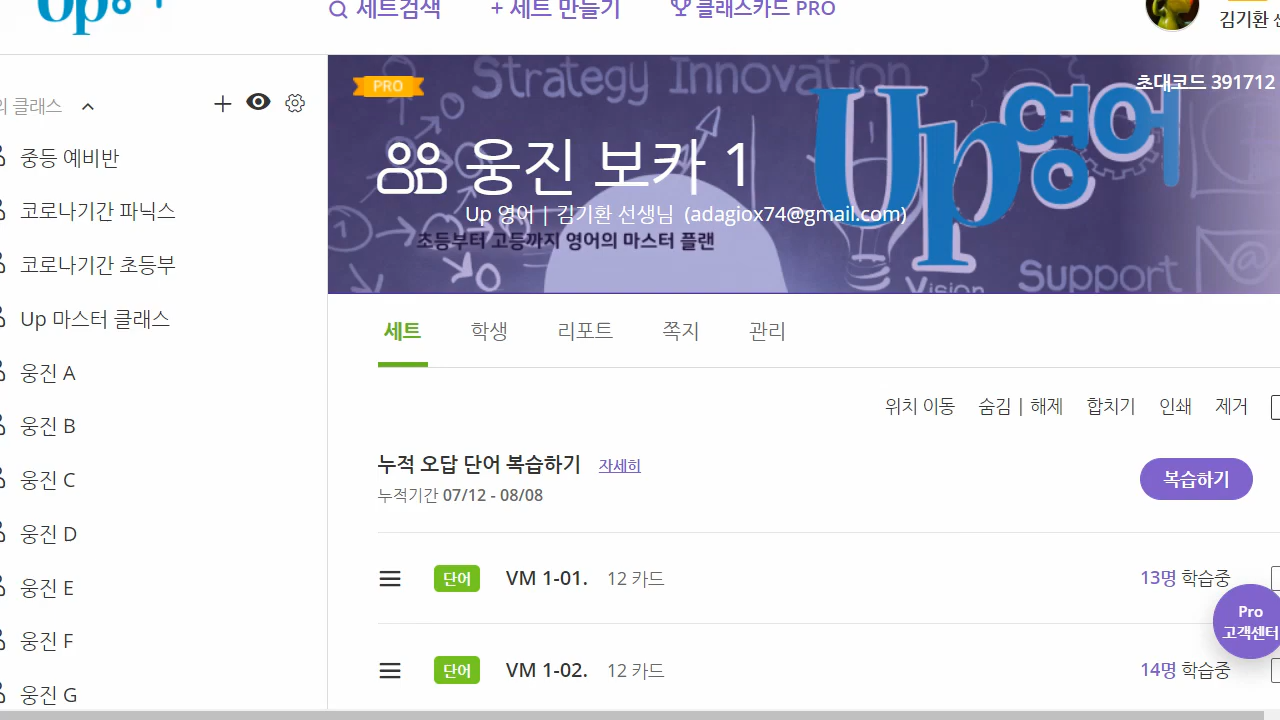 Up영어
세트검색
+ 세트 만들기
클래스카드 PRO
김기환
클래스
PRO
Strategy Innovation
초대코드 391712
Up영어
웅진 보카 1
Up 영어 | 김기환 선생님 (adagiox74@gmail.com)
초등부터 고등까지 영어의 마스터 플랜
Vision
Support
중등 예비반
코로나기간 파닉스
코로나기간 초등부
Up 마스터 클래스
웅진 A
웅진 B
웅진 C
웅진 D
웅진 E
웅진 F
웅진 G
세트
학생
리포트
쪽지
관리
위치 이동
숨김 | 해제
합치기
인쇄
제거
누적 오답 단어 복습하기 자세히
누적기간 07/12 - 08/08
복습하기
단어 VM 1-01. 12 카드
13명 학습중
Pro
고객센터
단어 VM 1-02. 12 카드
14명 학습중